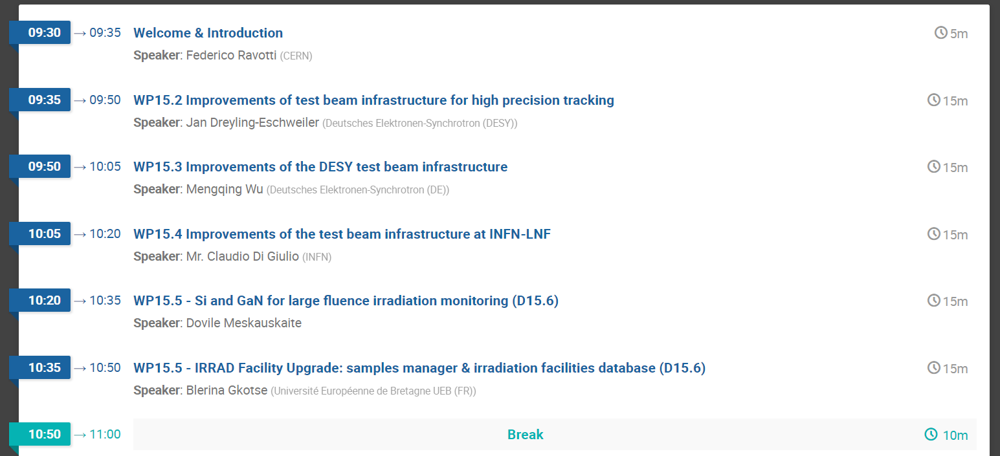 09:30 → 09:35 Welcome & Introduction 5m
Speaker: Federico Ravotti (CERN)
09:35 → 09:50 WP15.2 Improvements of test beam infrastructure for high precision tracking 15m
Speaker: Jan Dreyling-Eschweiler (Deutsches Elektronen-Synchrotron (DESY))
09:50 → 10:05 WP15.3 Improvements of the DESY test beam infrastructure 15m
Speaker: Mengqing Wu (Deutsches Elektronen-Synchrotron (DE))
10:05 → 10:20 WP15.4 Improvements of the test beam infrastructure at INFN-LNF 15m
Speaker: Mr. Claudio Di Giulio (INFN)
10:20 → 10:35 WP15.5 - Si and GaN for large fluence irradiation monitoring (D15.6) 15m
Speaker: Dovile Meskauskaite
10:35 → 10:50 WP15.5 - IRRAD Facility Upgrade: samples manager & irradiation facilities database (D15.6) 15m
Speaker: Blerina Gkotse (Université Européenne de Bretagne UEB (FR))
10:50 → 11:00 Break 10m